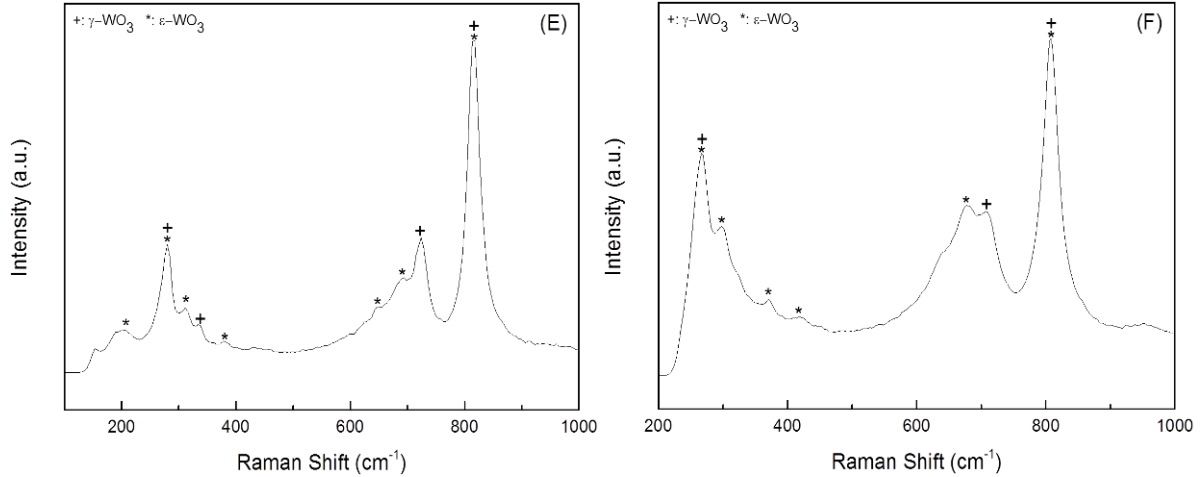 +: γ–WO3 *: ε–WO3 (E)
Intensity (a.u.)
+
*
*
+
*
*
*
*
+
+
*
200 400 600 800 1000
Raman Shift (cm-1)
+: γ–WO3 *: ε–WO3 (F)
Intensity (a.u.)
+
*
*
*
*
*
+
+
*
200 400 600 800 1000
Raman Shift (cm-1)